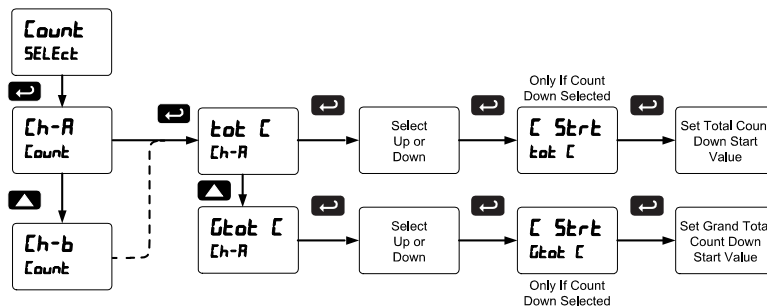 Count
SELEct
Ch-A
Count
Ch-b
Count
tot C
Ch-A
Gtot C
Ch-A
Select
Up or
Down
Select
Up or
Down
Only If Count
Down Selected
C Strt
tot C
C Strt
Gtot C
Only If Count
Down Selected
Set Total Count
Down Start
Value
Set Grand Total
Count Down
Start Value